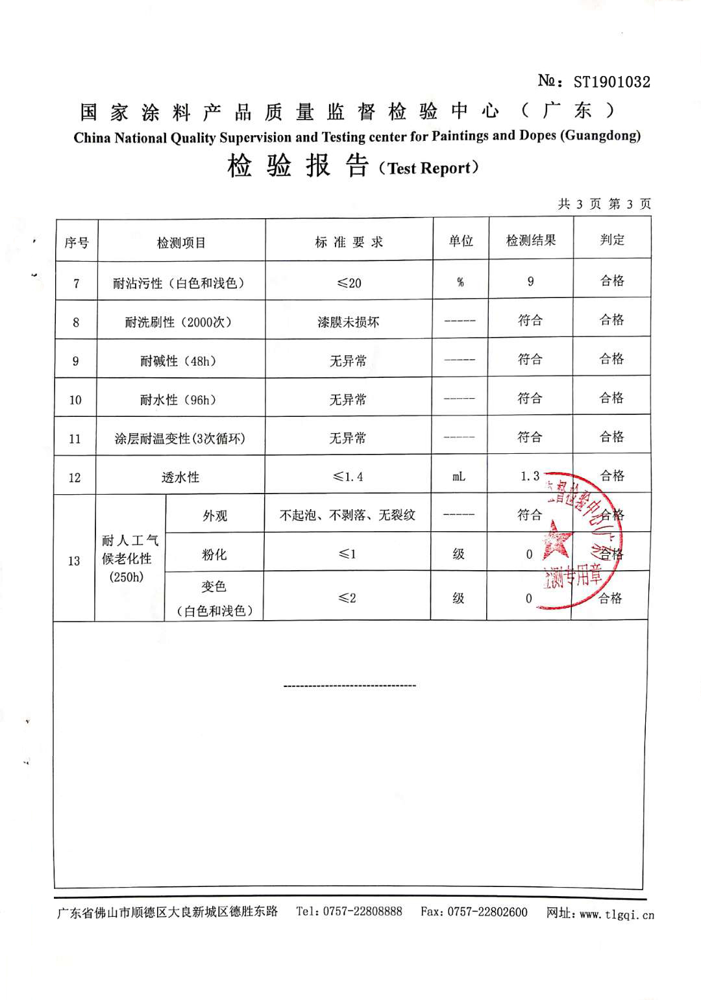 №：ST1901032
国家涂料产品质量监督检验中心（广东）
China National Quality Supervision and Testing center for Paintings and Dopes (Guangdong)
检验报告（Test Report）
共 3 页 第 3 页
序号 检测项目 标准要求 单位 检测结果 判定
7 耐沾污性（白色和浅色） ≤20 % 9 合格
8 耐洗刷性（2000次） 漆膜未损坏 ----- 符合 合格
9 耐碱性（48h） 无异常 ----- 符合 合格
10 耐水性（96h） 无异常 ----- 符合 合格
11 涂层耐温变性(3次循环) 无异常 ----- 符合 合格
12 透水性 ≤1.4 mL 1.3 合格
13 耐人工气候老化性(250h) 外观 不起泡、不剥落、无裂纹 ----- 符合 合格
粉化 ≤1 级 0 合格
变色（白色和浅色） ≤2 级 0 合格
督检验中心(广东)
测专用章
广东省佛山市顺德区大良新城区德胜东路 Tel：0757-22808888 Fax：0757-22802600 网址：www.tlgqi.cn